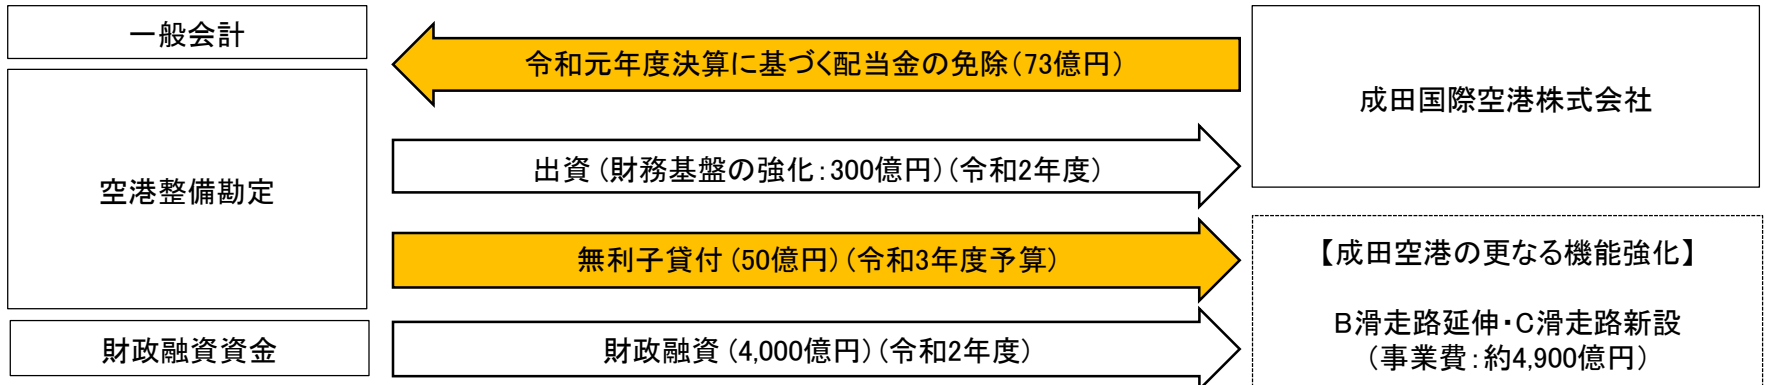 一般会計
空港整備勘定
財政融資資金
令和元年度決算に基づく配当金の免除(73億円)
出資(財務基盤の強化:300億円)(令和2年度)
無利子貸付(50億円)(令和3年度予算)
財政融資(4,000億円)(令和2年度)
成田国際空港株式会社
【成田空港の更なる機能強化】
B滑走路延伸・C滑走路新設
(事業費:約4,900億円)